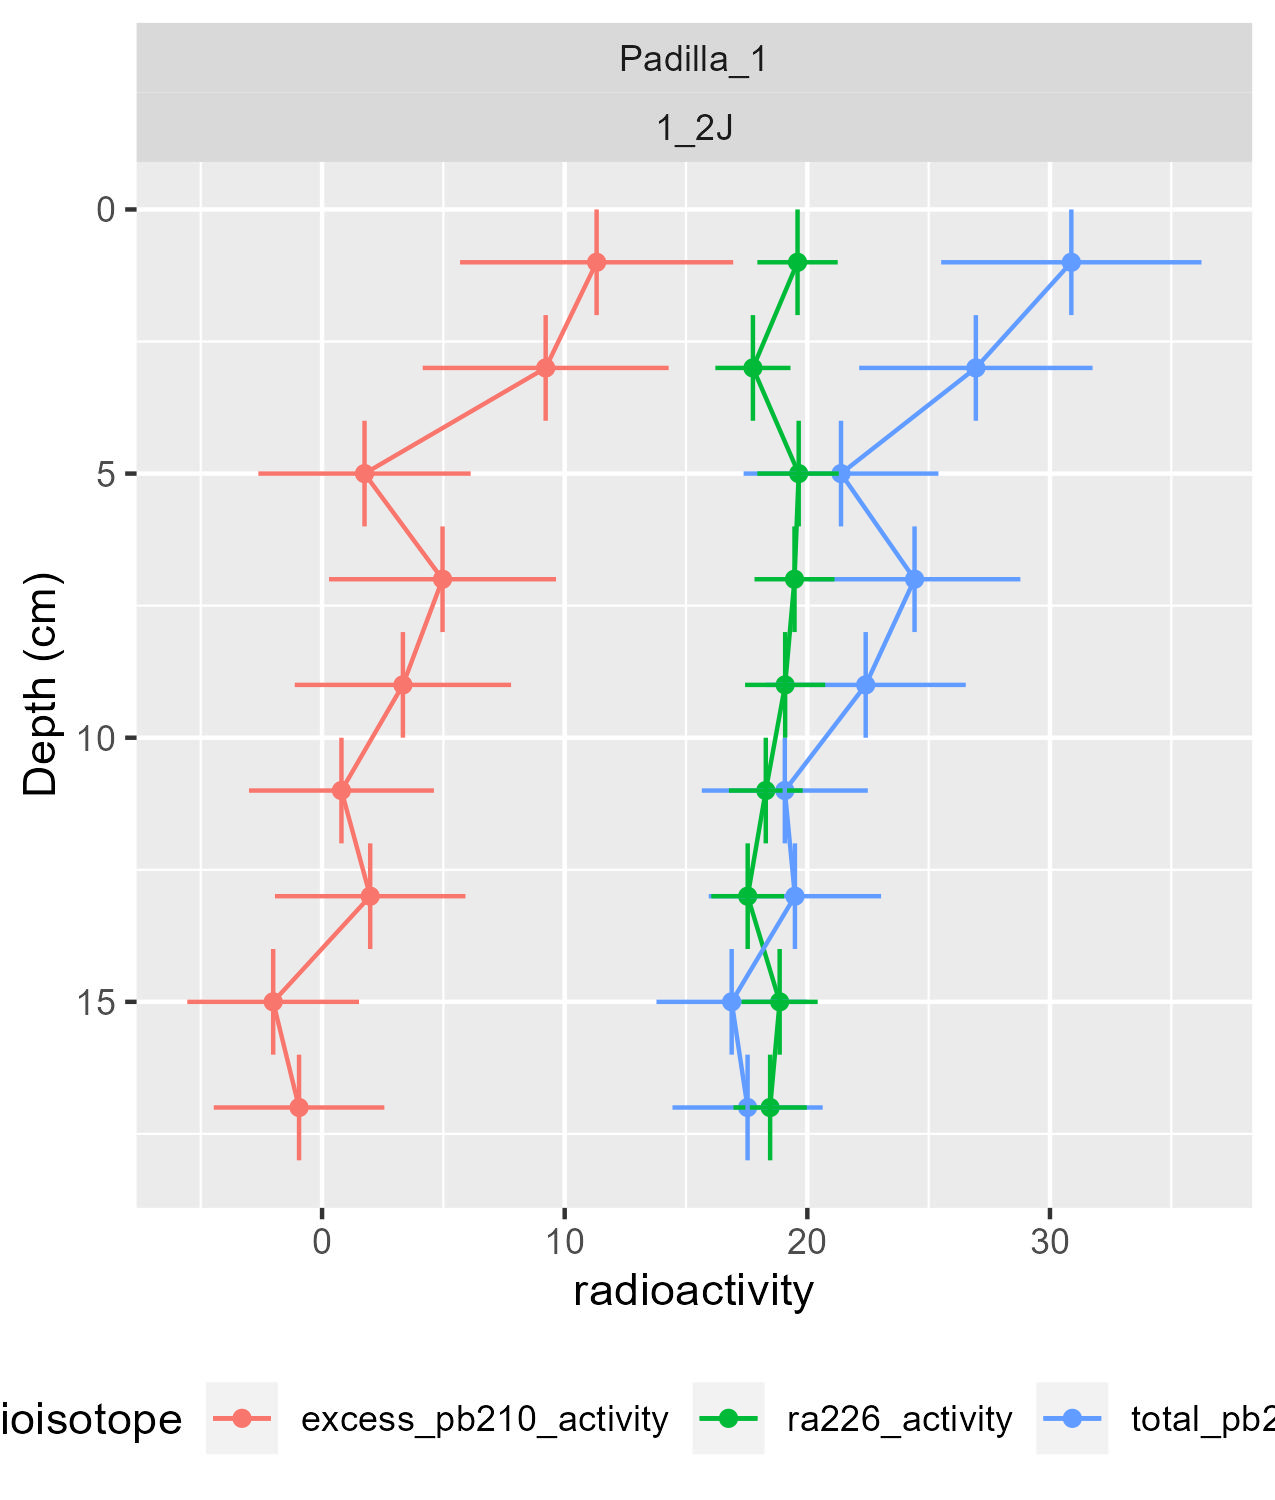 Padilla_1
1_2J
0
5
10
15
Depth (cm)
0 10 20 30
radioactivity
ioisotope excess_pb210_activity ra226_activity total_pb2